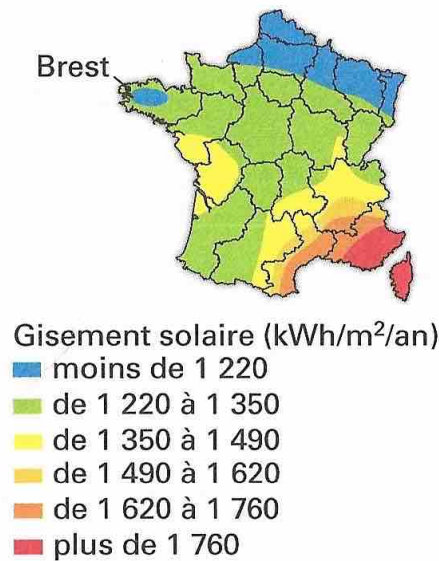 Brest
Gisement solaire (kWh/m²/an)
moins de 1 220
de 1 220 à 1 350
de 1 350 à 1 490
de 1 490 à 1 620
de 1 620 à 1 760
plus de 1 760